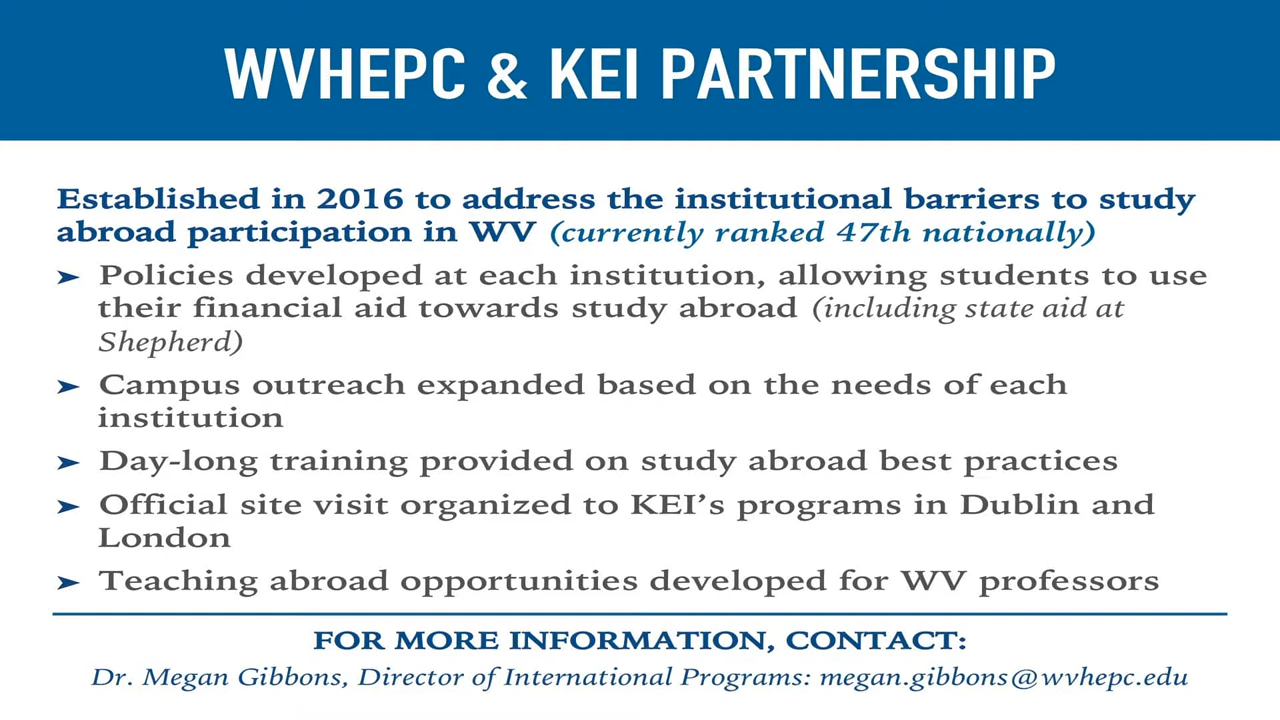 WVHEPC & KEI PARTNERSHIP
Established in 2016 to address the institutional barriers to study
abroad participation in WV (currently ranked 47th nationally)
➤ Policies developed at each institution, allowing students to use
their financial aid towards study abroad (including state aid at
Shepherd)
➤ Campus outreach expanded based on the needs of each
institution
➤ Day-long training provided on study abroad best practices
➤ Official site visit organized to KEI’s programs in Dublin and
London
➤ Teaching abroad opportunities developed for WV professors
FOR MORE INFORMATION, CONTACT:
Dr. Megan Gibbons, Director of International Programs: megan.gibbons@wvhepc.edu